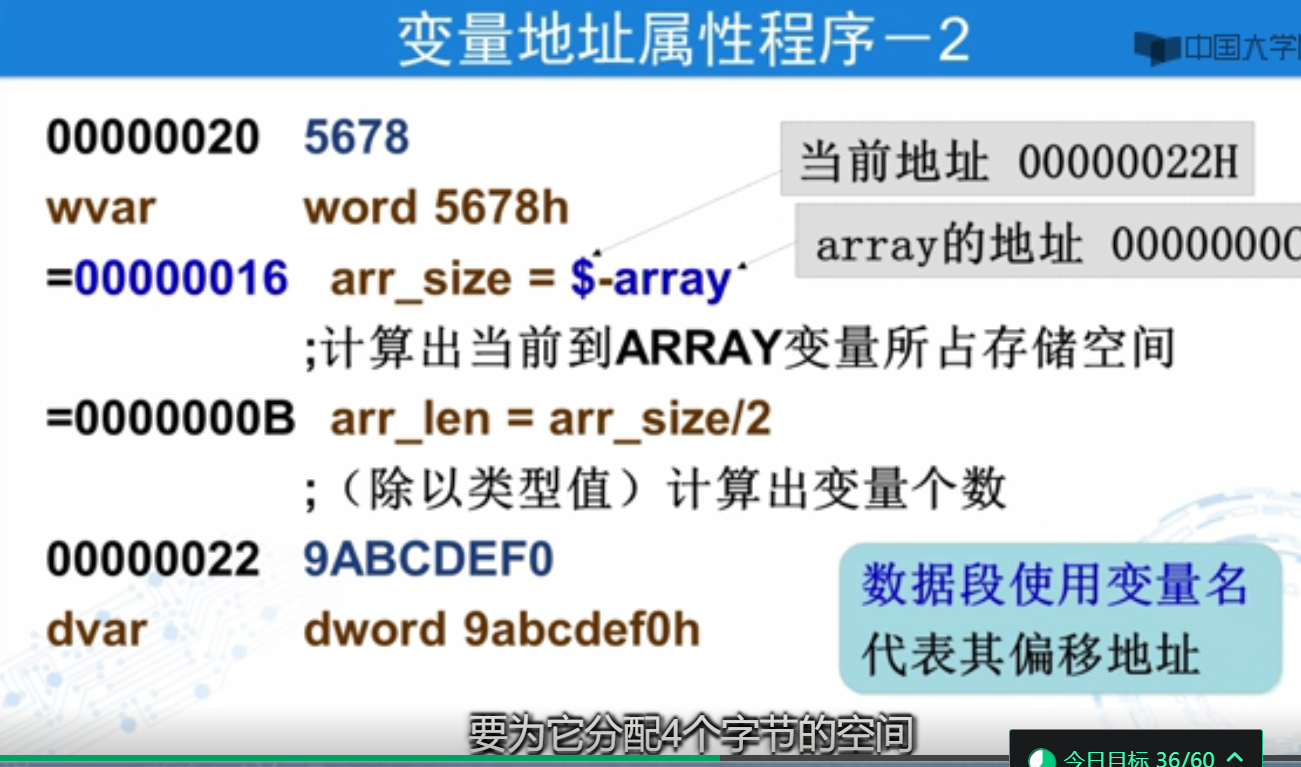 变量地址属性程序－2
中国大学
00000020 5678
当前地址 00000022H
wvar word 5678h
array的地址 0000000C
=00000016 arr_size = $-array
;计算出当前到ARRAY变量所占存储空间
=0000000B arr_len = arr_size/2
;（除以类型值）计算出变量个数
00000022 9ABCDEF0
数据段使用变量名
dvar dword 9abcdef0h
代表其偏移地址
要为它分配4个字节的空间
今日目标 36/60